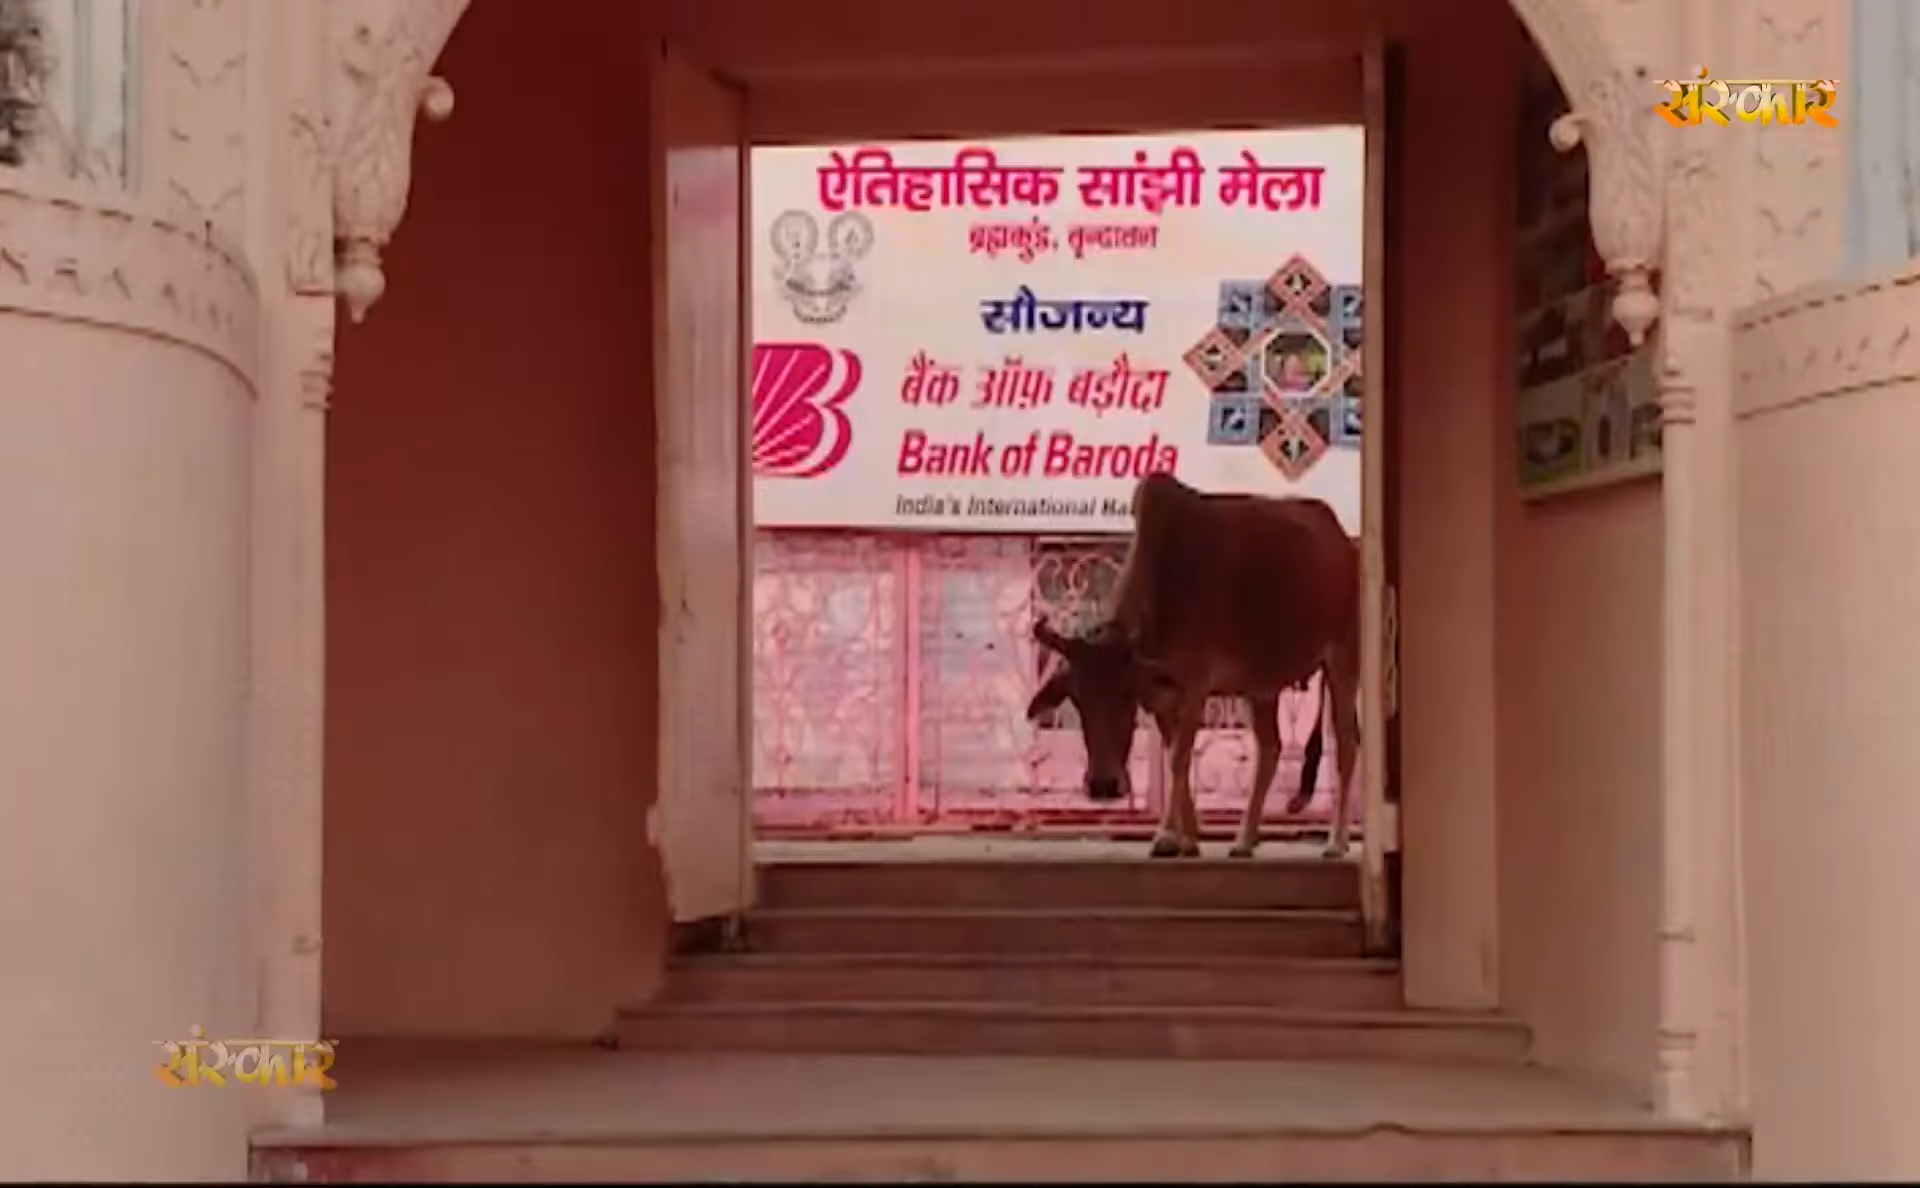 संस्कार
ऐतिहासिक सांझी मेला
ब्रह्मकुंड, वृन्दावन
सौजन्य
बैंक ऑफ़ बड़ौदा
Bank of Baroda
India's International
संस्कार